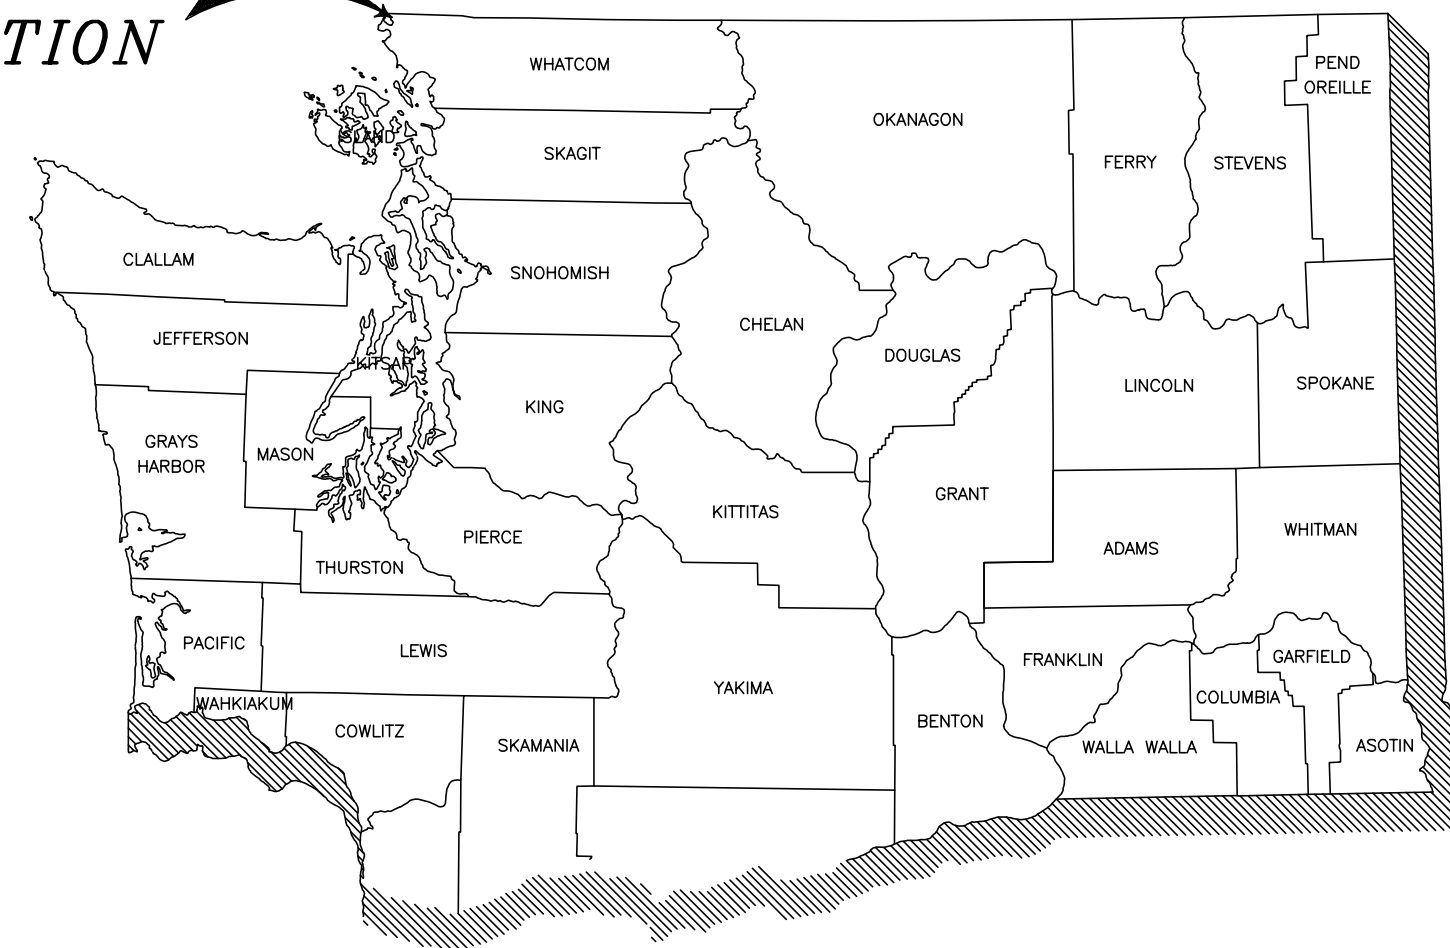 TION
WHATCOM
PEND
OREILLE
OKANAGON
ISLAND
SKAGIT
FERRY
STEVENS
CLALLAM
SNOHOMISH
JEFFERSON
CHELAN
DOUGLAS
KITSAP
LINCOLN
SPOKANE
KING
GRAYS
HARBOR
MASON
GRANT
KITTITAS
WHITMAN
PIERCE
ADAMS
THURSTON
PACIFIC
LEWIS
FRANKLIN
GARFIELD
YAKIMA
COLUMBIA
WAHKIAKUM
BENTON
COWLITZ
SKAMANIA
WALLA WALLA
ASOTIN